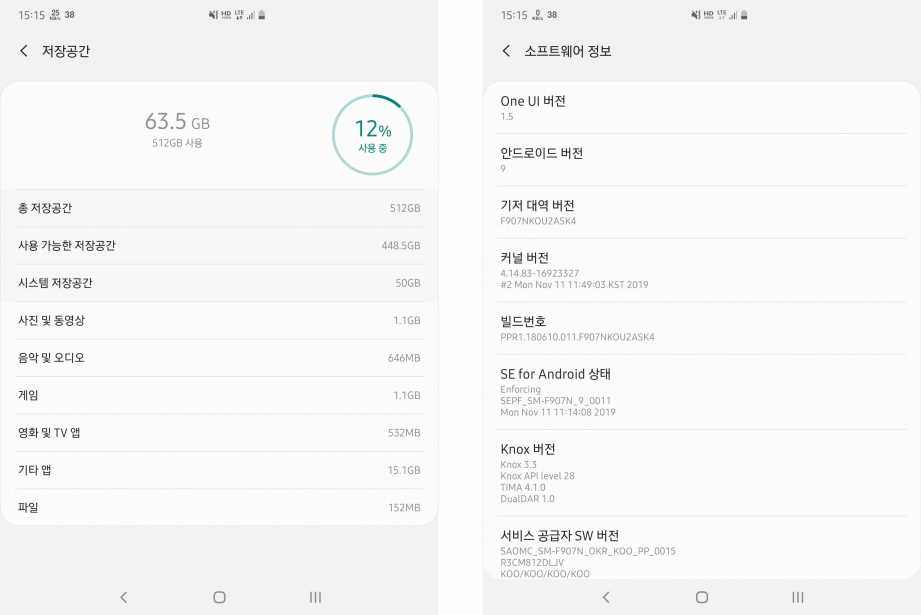 15:15 25 KB/s 38 HD LTE
저장공간
63.5 GB
512GB 사용
12%
사용 중
총 저장공간 512GB
사용 가능한 저장공간 448.5GB
시스템 저장공간 50GB
사진 및 동영상 1.1GB
음악 및 오디오 646MB
게임 1.1GB
영화 및 TV 앱 532MB
기타 앱 15.1GB
파일 152MB
15:15 0 KB/s 38 HD LTE
소프트웨어 정보
One UI 버전
1.5
안드로이드 버전
9
기저 대역 버전
F907NKOU2ASK4
커널 버전
4.14.83-16923327
#2 Mon Nov 11 11:49:03 KST 2019
빌드번호
PPR1.180610.011.F907NKOU2ASK4
SE for Android 상태
Enforcing
SEPF_SM-F907N_9_0011
Mon Nov 11 11:14:08 2019
Knox 버전
Knox 3.3
Knox API level 28
TIMA 4.1.0
DualDAR 1.0
서비스 공급자 SW 버전
SAOMC_SM-F907N_OKR_KOO_PP_0015
R3CM812DLJV
KOO/KOO/KOO/KOO